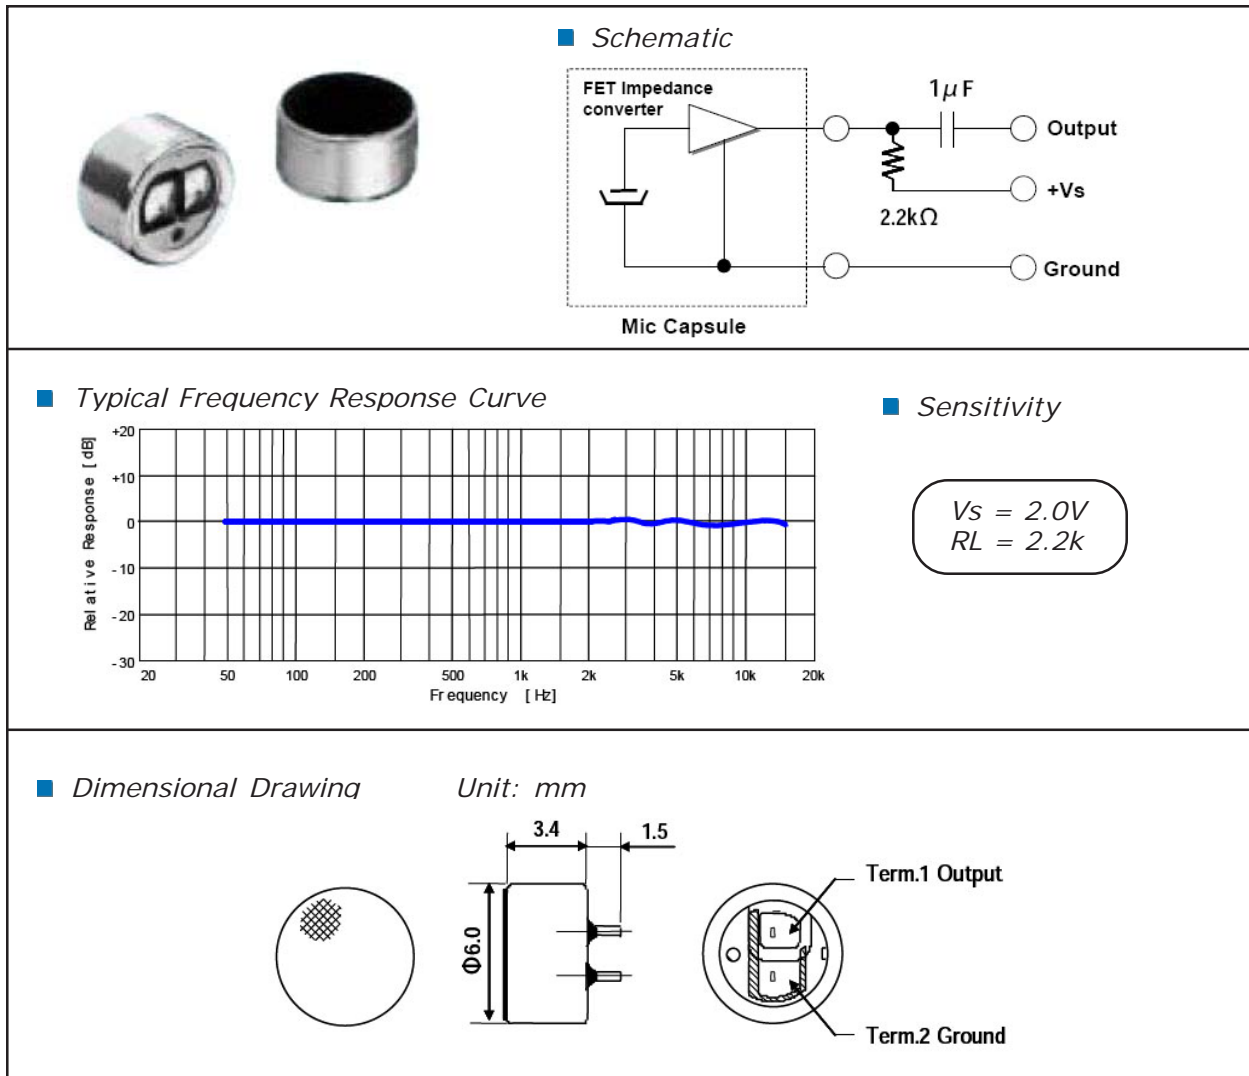 Schematic
FET Impedance
converter
1μF
Output
+Vs
2.2kΩ
Ground
Mic Capsule
Typical Frequency Response Curve
Sensitivity
Relative Response [dB]
+20
+10
0
-10
-20
-30
20 50 100 200 500 1k 2k 5k 10k 20k
Frequency [Hz]
Vs = 2.0V
RL = 2.2k
Dimensional Drawing Unit: mm
3.4 1.5
Φ6.0
Term.1 Output
Term.2 Ground